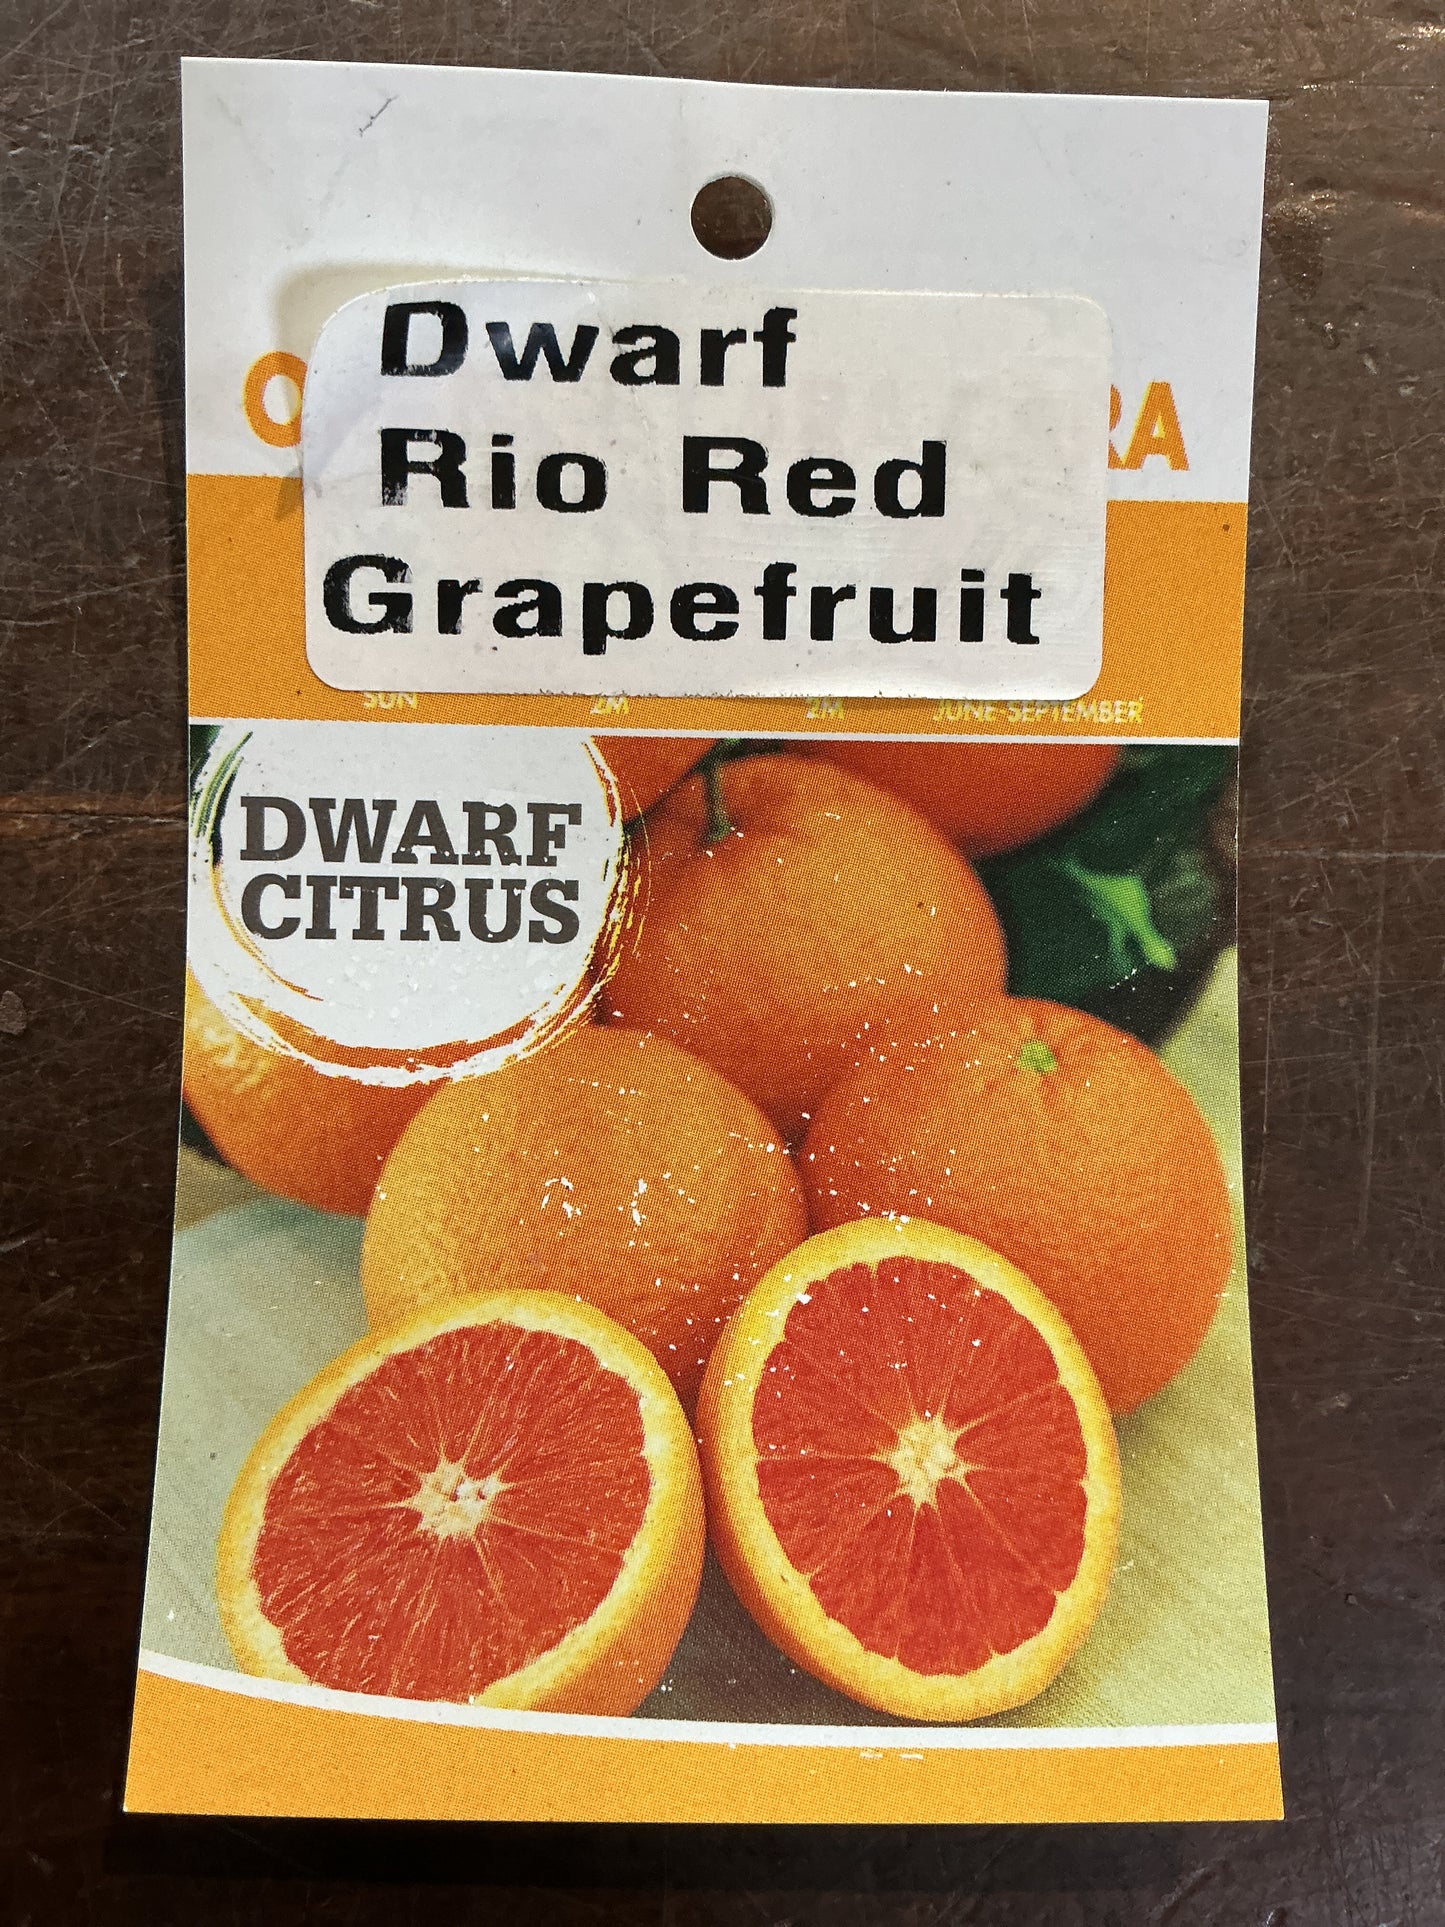 Dwarf
Rio Red
Grapefruit
SUN 2M 2M JUNE-SEPTEMBER
DWARF
CITRUS